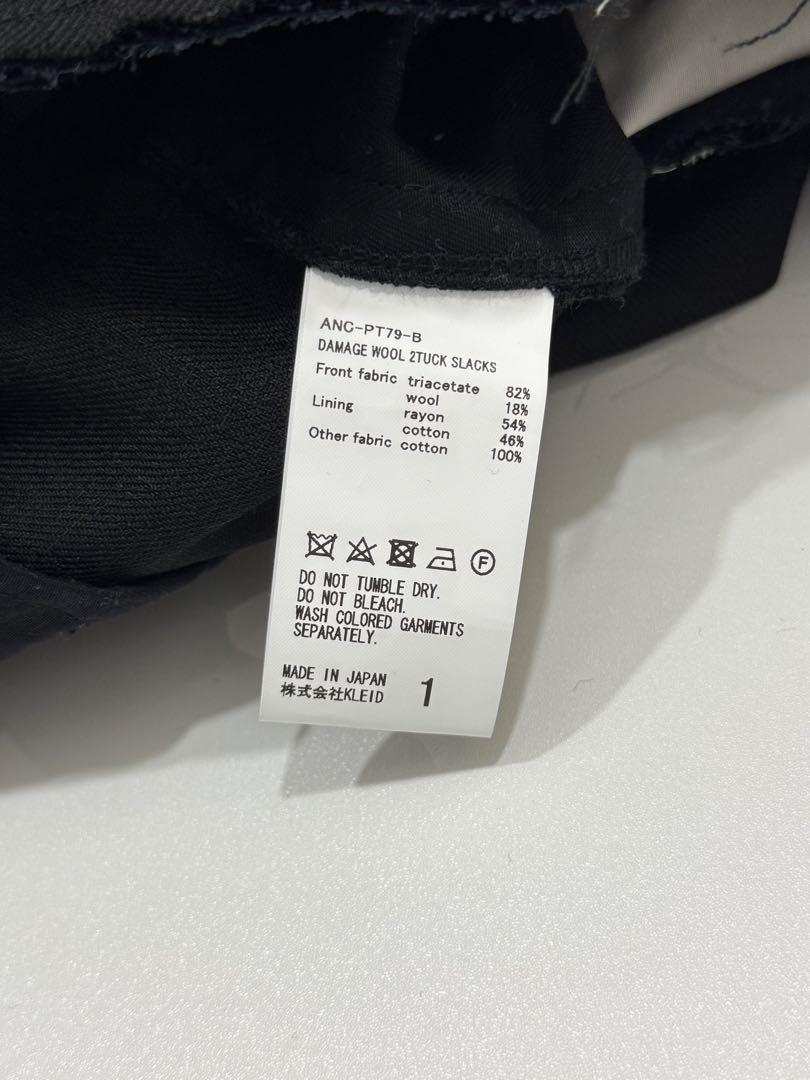 ANC-PT79-B
DAMAGE WOOL 2TUCK SLACKS
Front fabric triacetate 82%
wool 18%
Lining rayon 54%
cotton 46%
Other fabric cotton 100%
F
DO NOT TUMBLE DRY.
DO NOT BLEACH.
WASH COLORED GARMENTS
SEPARATELY.
MADE IN JAPAN
株式会社KLEID 1